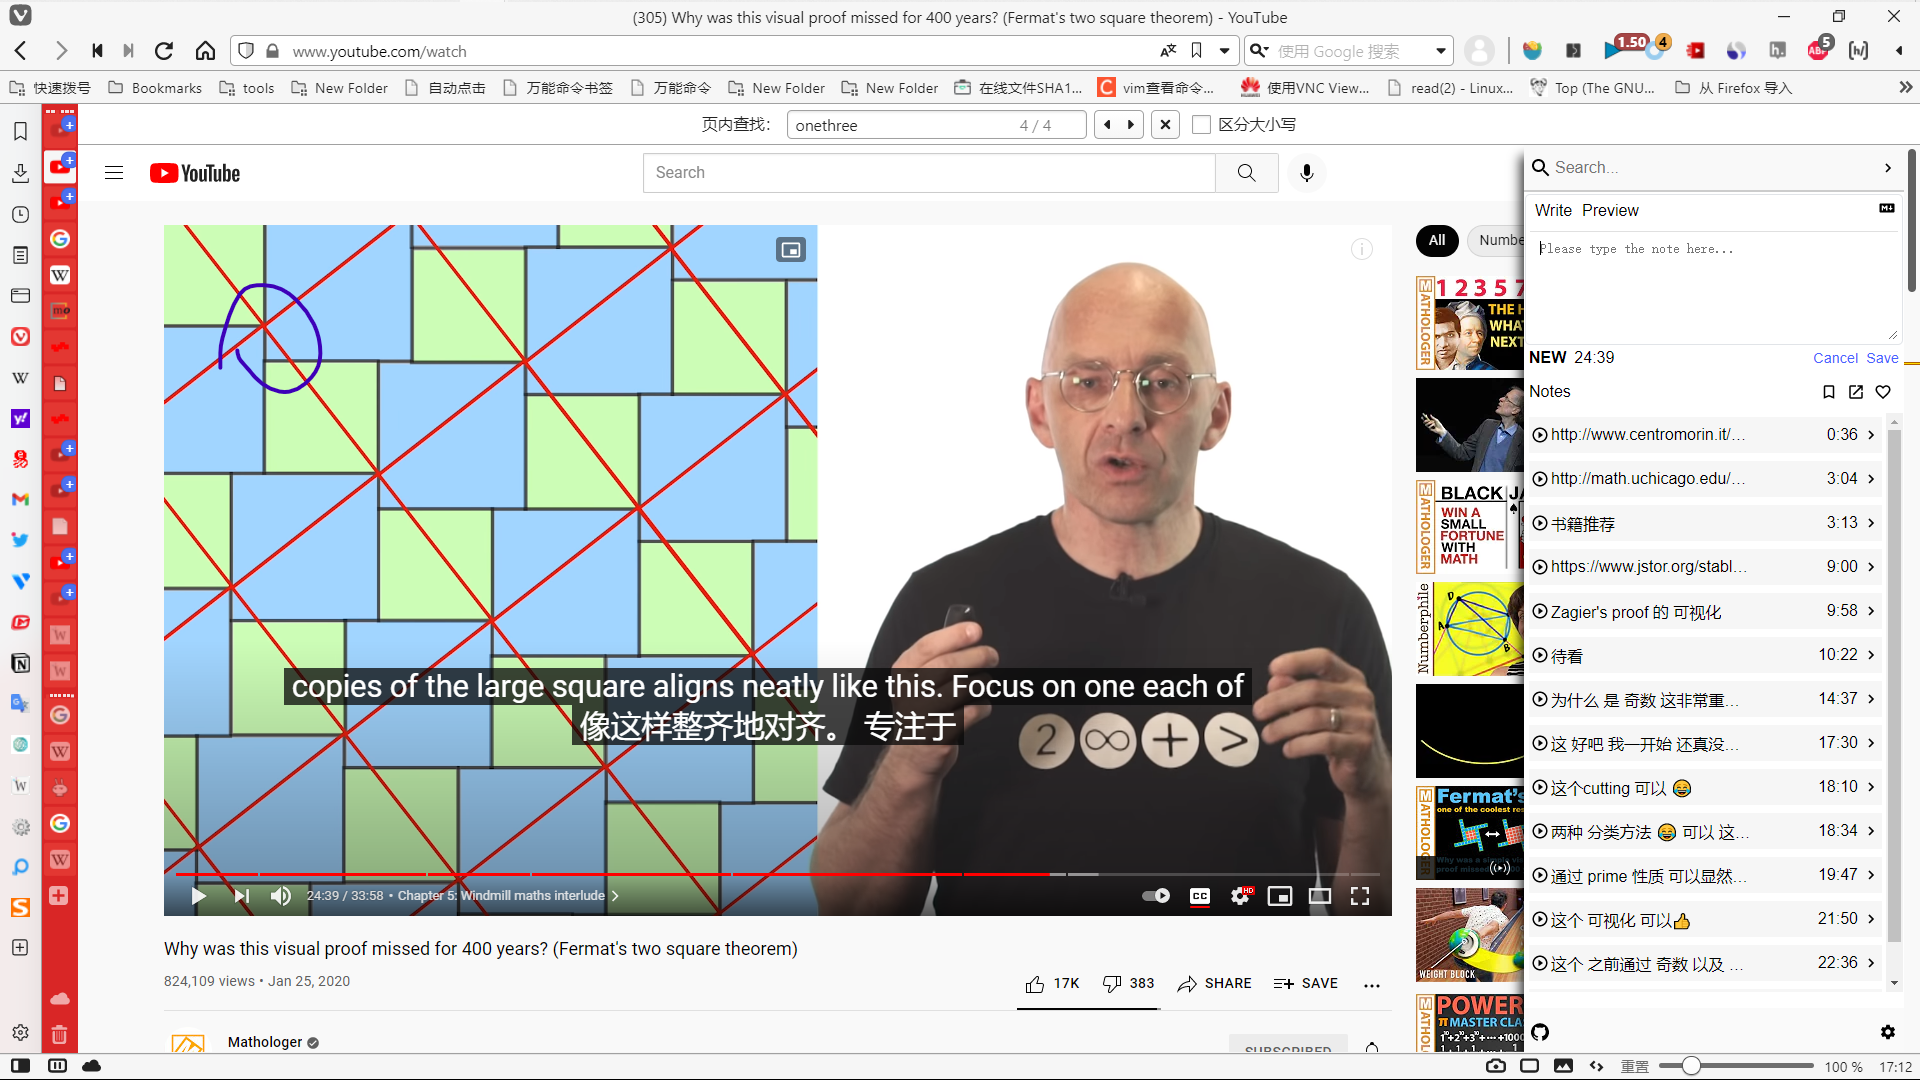 (305) Why was this visual proof missed for 400 years? (Fermat's two square theorem) - YouTube
www.youtube.com/watch
使用 Google 搜索
1.50
4
5
快速拨号
Bookmarks
tools
New Folder
自动点击
万能命令书签
万能命令
New Folder
New Folder
在线文件SHA1...
vim查看命令...
使用VNC View...
read(2) - Linux...
Top (The GNU...
从 Firefox 导入
页内查找:
onethree
4 / 4
区分大小写
YouTube
Search
Search...
Write Preview
Please type the note here...
NEW 24:39
Cancel Save
Notes
http://www.centromorin.it/... 0:36
http://math.uchicago.edu/... 3:04
书籍推荐 3:13
https://www.jstor.org/stabl... 9:00
Zagier's proof 的 可视化 9:58
待看 10:22
为什么 是 奇数 这非常重... 14:37
这 好吧 我一开始 还真没... 17:30
这个cutting 可以 😂 18:10
两种 分类方法 😂 可以 这... 18:34
通过 prime 性质 可以显然... 19:47
这个 可视化 可以👍 21:50
这个 之前通过 奇数 以及 ... 22:36
All
Numbe
MATHOLOGER
1 2 3 5 7
THE H
WHAT
NEXT
MATHOLOGER
BLACK JA
WIN A
SMALL
FORTUNE
WITH
MATH
Numberphile
MATHOLOGER
Fermat's
one of the coolest res
WEIGHT BLOCK
POWER
MASTER CLA
copies of the large square aligns neatly like this. Focus on one each of
像这样整齐地对齐。 专注于
2 ∞ + >
24:39 / 33:58 • Chapter 5: Windmill maths interlude
CC
HD
Why was this visual proof missed for 400 years? (Fermat's two square theorem)
824,109 views • Jan 25, 2020
17K
383
SHARE
SAVE
Mathologer
SUBSCRIBED
重置
100 %
17:12